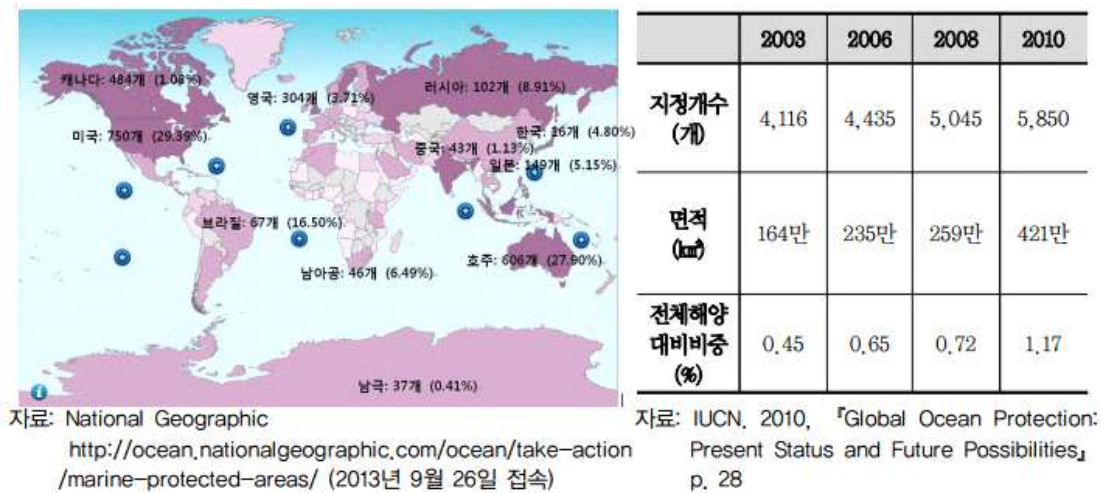 캐나다: 484개 (1.08%)
영국: 304개 (3.71%)
러시아: 102개 (8.91%)
미국: 750개 (29.39%)
한국: 16개 (4.80%)
중국: 43개 (1.13%)
일본: 149개 (5.15%)
브라질: 67개 (16.50%)
남아공: 46개 (6.49%)
호주: 606개 (27.90%)
남극: 37개 (0.41%)
자료: National Geographic
http://ocean.nationalgeographic.com/ocean/take-action
/marine-protected-areas/ (2013년 9월 26일 접속)
2003 2006 2008 2010
지정개수
(개)
4,116 4,435 5,045 5,850
면적
(㎢)
164만 235만 259万 421만
전체해양
대비비중
(%)
0.45 0.65 0.72 1.17
자료: IUCN, 2010, 『Global Ocean Protection:
Present Status and Future Possibilities』
p. 28